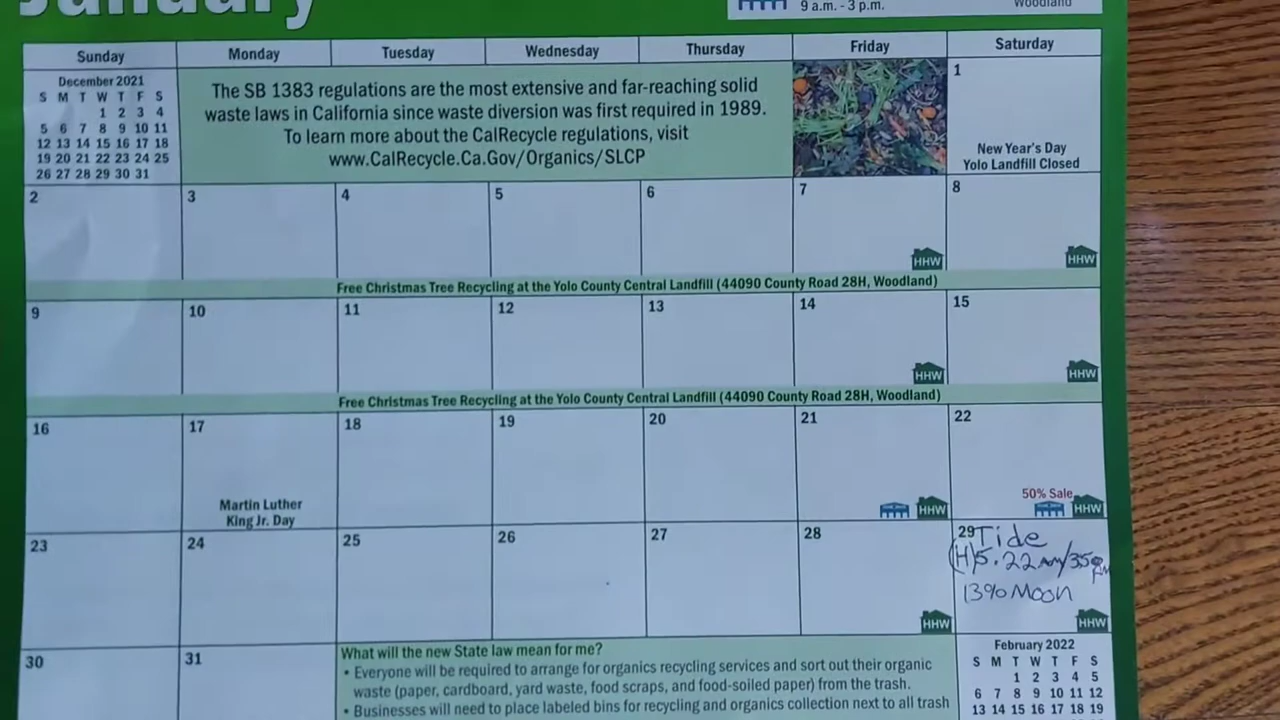 January
9 a.m. - 3 p.m.
Woodland
Sunday Monday Tuesday Wednesday Thursday Friday Saturday
December 2021
S M T W T F S
1 2 3 4
5 6 7 8 9 10 11
12 13 14 15 16 17 18
19 20 21 22 23 24 25
26 27 28 29 30 31
The SB 1383 regulations are the most extensive and far-reaching solid
waste laws in California since waste diversion was first required in 1989.
To learn more about the CalRecycle regulations, visit
www.CalRecycle.Ca.Gov/Organics/SLCP
1
New Year's Day
Yolo Landfill Closed
2 3 4 5 6 7 8
HHW HHW
Free Christmas Tree Recycling at the Yolo County Central Landfill (44090 County Road 28H, Woodland)
9 10 11 12 13 14 15
HHW HHW
Free Christmas Tree Recycling at the Yolo County Central Landfill (44090 County Road 28H, Woodland)
16 17 18 19 20 21 22
Martin Luther
King Jr. Day
HHW
50% Sale
HHW
23 24 25 26 27 28 29
Tide
(H) 5.22AM/35
13% Moon
HHW HHW
30 31
What will the new State law mean for me?
• Everyone will be required to arrange for organics recycling services and sort out their organic
waste (paper, cardboard, yard waste, food scraps, and food-soiled paper) from the trash.
• Businesses will need to place labeled bins for recycling and organics collection next to all trash
February 2022
S M T W T F S
1 2 3 4 5
6 7 8 9 10 11 12
13 14 15 16 17 18 19